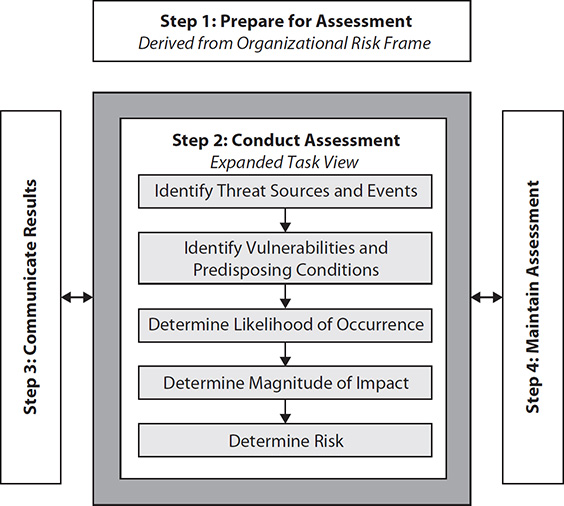 Step 1: Prepare for Assessment
Derived from Organizational Risk Frame
Step 3: Communicate Results
Step 2: Conduct Assessment
Expanded Task View
Identify Threat Sources and Events
Identify Vulnerabilities and
Predisposing Conditions
Determine Likelihood of Occurrence
Determine Magnitude of Impact
Determine Risk
Step 4: Maintain Assessment